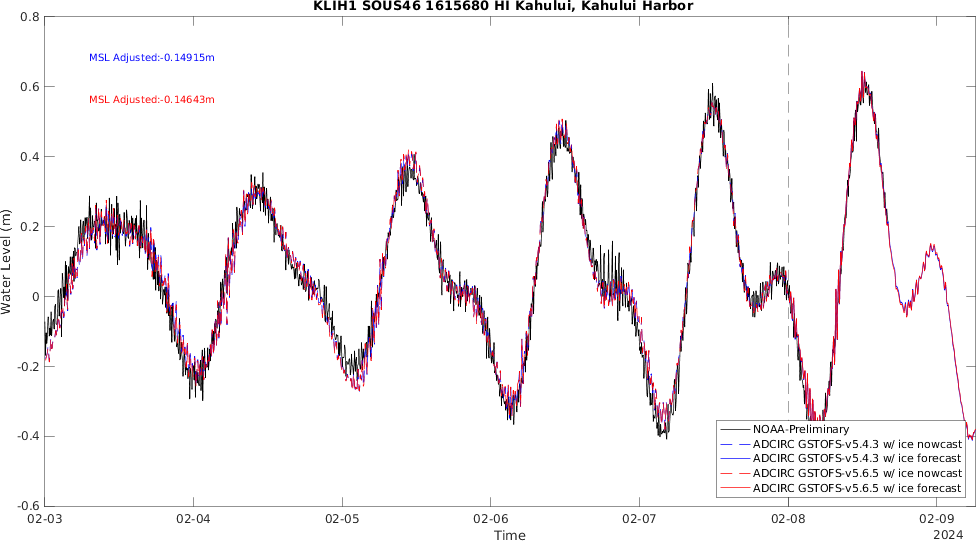 KLIH1 SOUS46 1615680 HI Kahului, Kahului Harbor
0.8
MSL Adjusted:-0.14915m
0.6
MSL Adjusted:-0.14643m
0.4
0.2
0
-0.2
-0.4
-0.6
Water Level (m)
NOAA-Preliminary
ADCIRC GSTOFS-v5.4.3 w/ ice nowcast
ADCIRC GSTOFS-v5.4.3 w/ ice forecast
ADCIRC GSTOFS-v5.6.5 w/ ice nowcast
ADCIRC GSTOFS-v5.6.5 w/ ice forecast
02-03 02-04 02-05 02-06 02-07 02-08 02-09
Time 2024